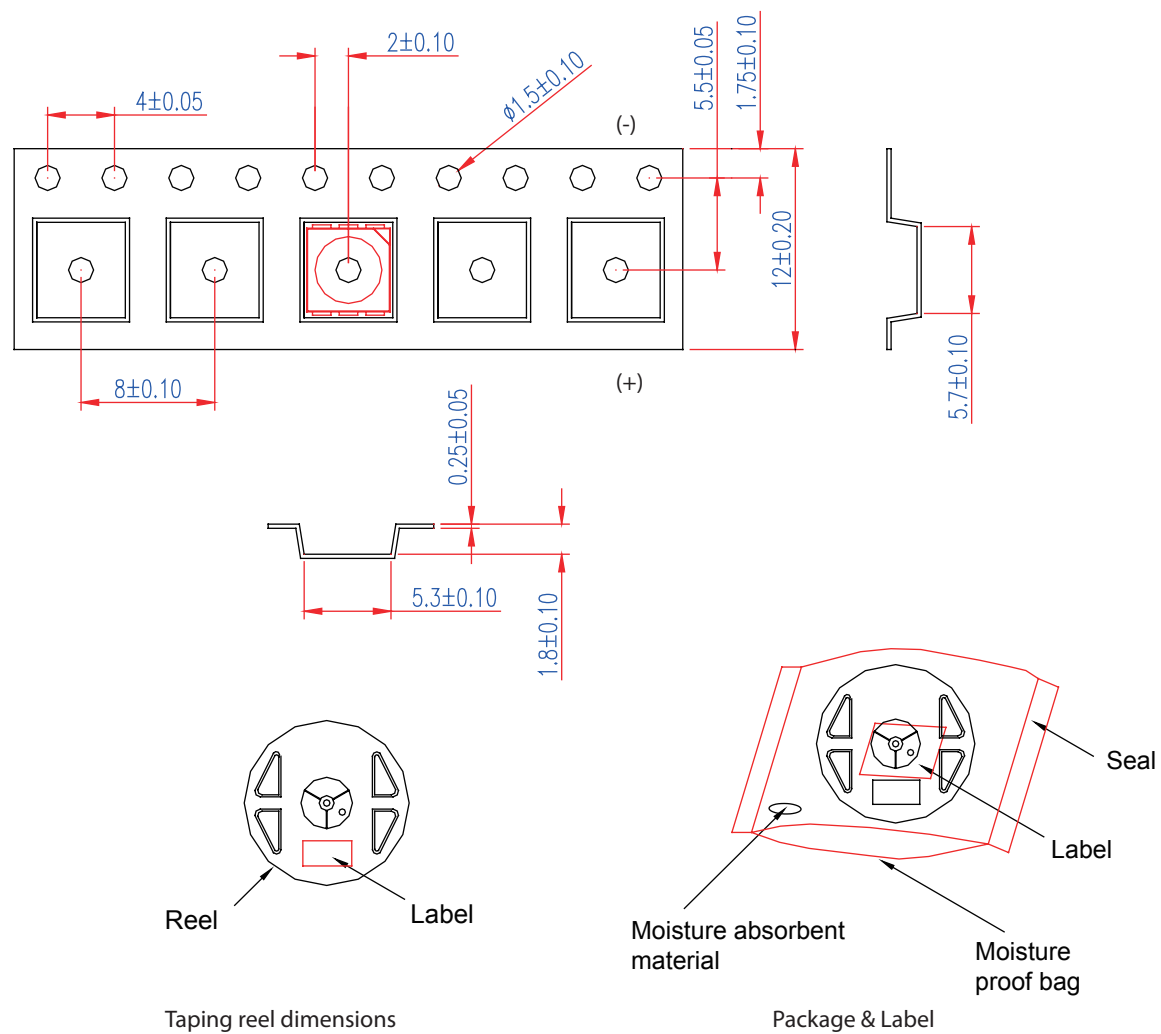 2±0.10
4±0.05
ø1.5±0.10
5.5±0.05
1.75±0.10
(-)
12±0.20
5.7±0.10
8±0.10
(+)
0.25±0.05
5.3±0.10
1.8±0.10
Seal
Label
Reel
Label
Moisture absorbent
material
Moisture
proof bag
Taping reel dimensions
Package & Label